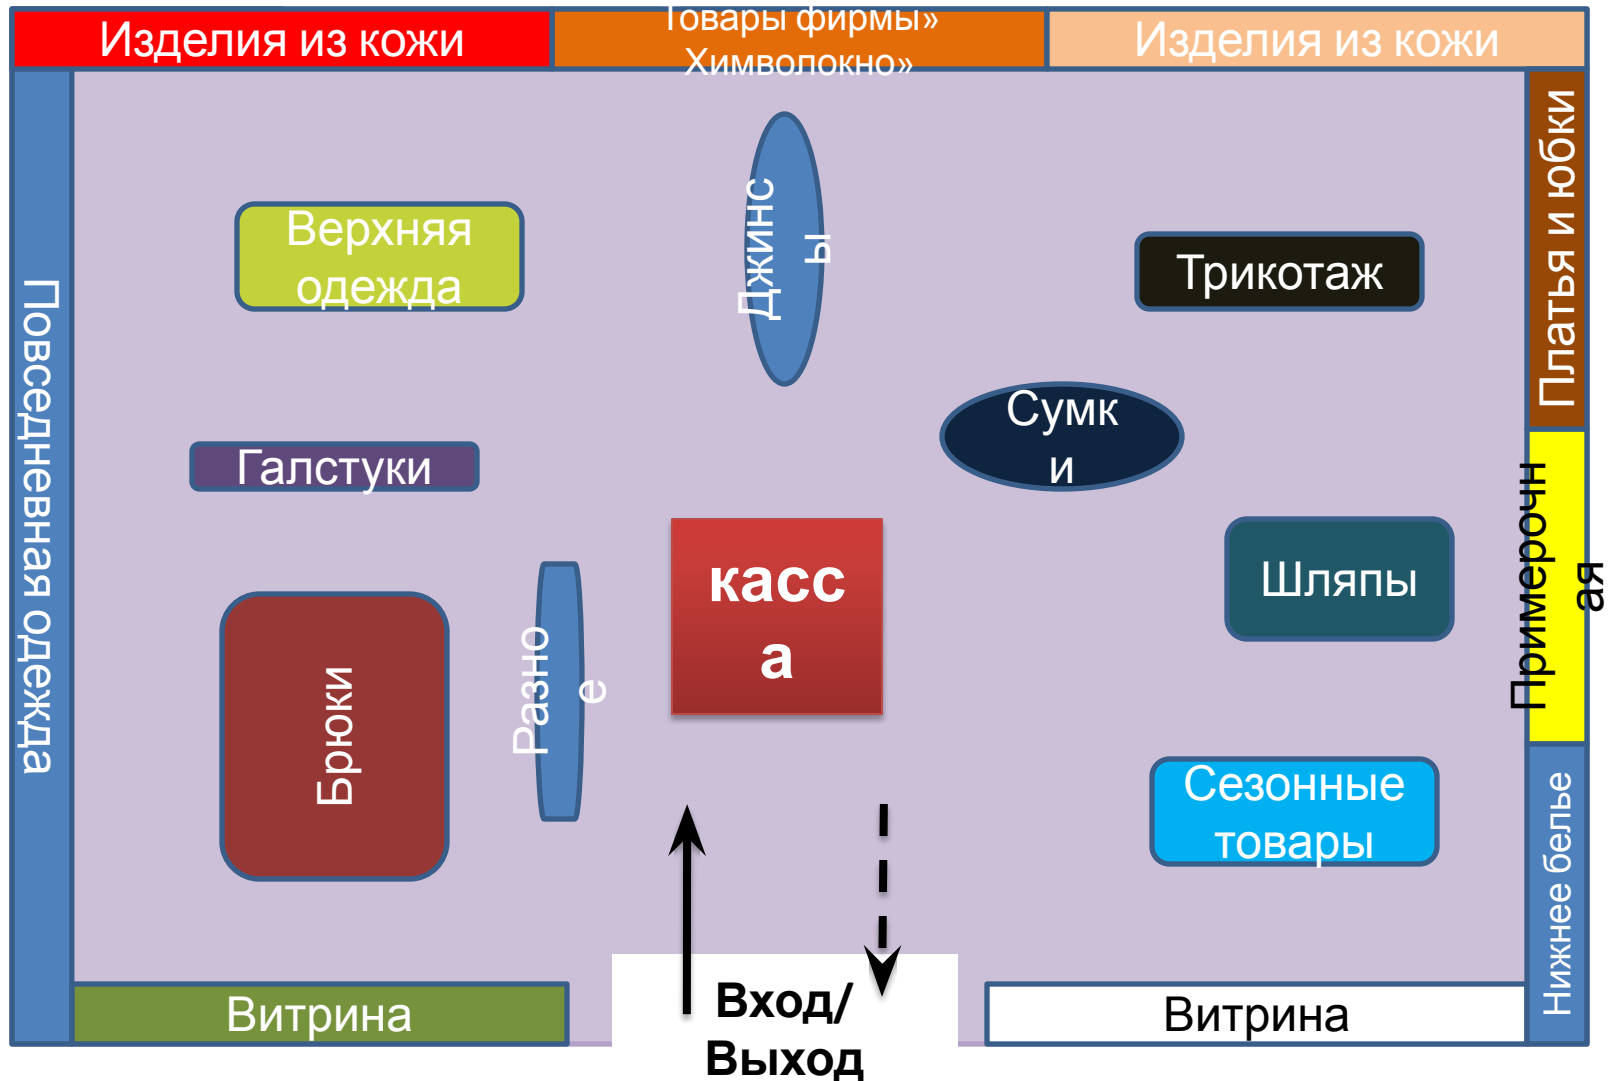 Изделия из кожи
Товары фирмы»
Химволокно»
Изделия из кожи
Повседневная одежда
Верхняя
одежда
Джинс
ы
Трикотаж
Платья и юбки
Сумк
и
Галстуки
Примерочн
ая
касс
а
Шляпы
Брюки
Разно
е
Сезонные
товары
Нижнее белье
Витрина
Вход/
Выход
Витрина